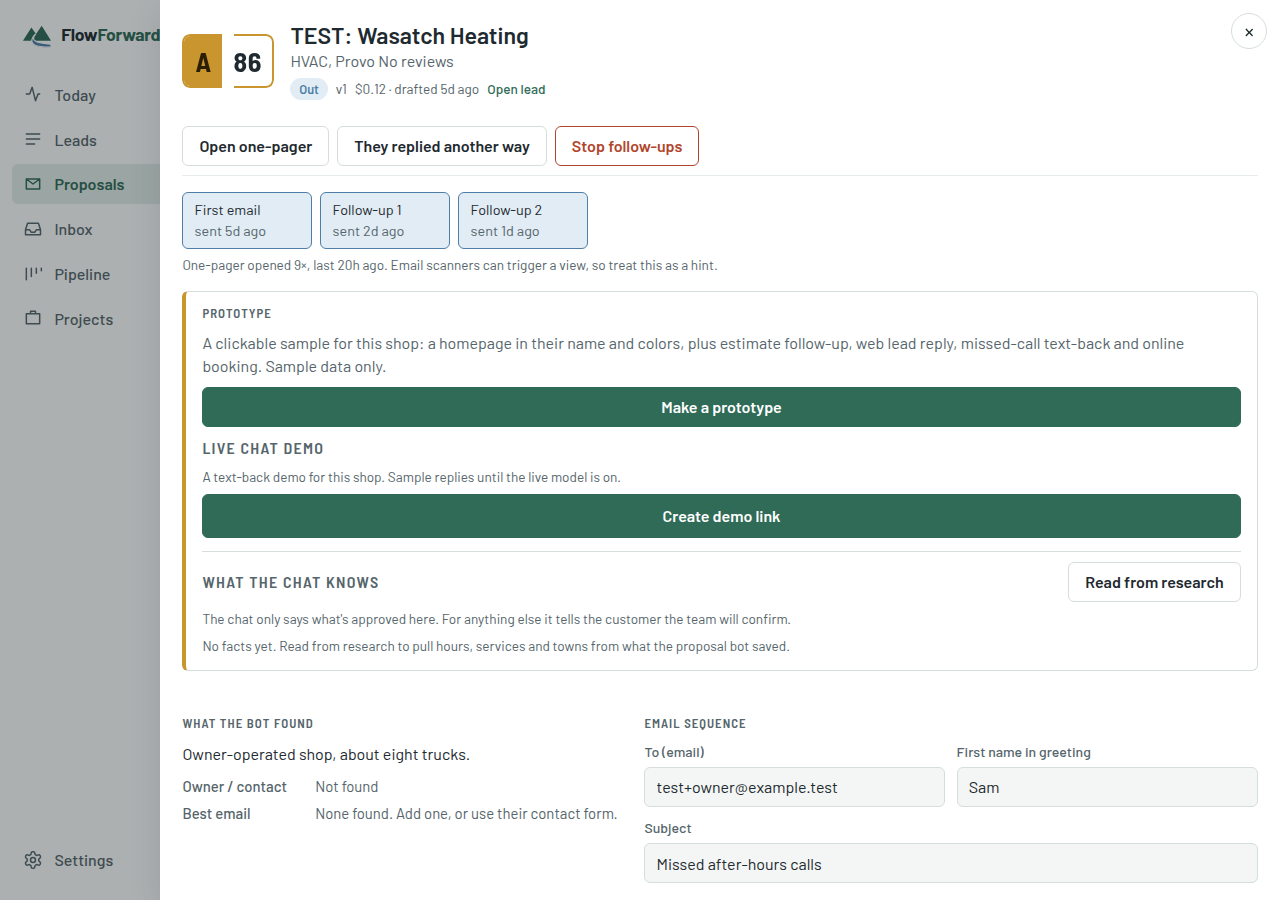 FlowForward
Today
Leads
Proposals
Inbox
Pipeline
Projects
Settings
×
A 86
TEST: Wasatch Heating
HVAC, Provo No reviews
Out v1 $0.12 · drafted 5d ago Open lead
Open one-pager They replied another way Stop follow-ups
First email Follow-up 1 Follow-up 2
sent 5d ago sent 2d ago sent 1d ago
One-pager opened 9×, last 20h ago. Email scanners can trigger a view, so treat this as a hint.
PROTOTYPE
A clickable sample for this shop: a homepage in their name and colors, plus estimate follow-up, web lead reply, missed-call text-back and online
booking. Sample data only.
Make a prototype
LIVE CHAT DEMO
A text-back demo for this shop. Sample replies until the live model is on.
Create demo link
WHAT THE CHAT KNOWS Read from research
The chat only says what's approved here. For anything else it tells the customer the team will confirm.
No facts yet. Read from research to pull hours, services and towns from what the proposal bot saved.
WHAT THE BOT FOUND
Owner-operated shop, about eight trucks.
Owner / contact Not found
Best email None found. Add one, or use their contact form.
EMAIL SEQUENCE
To (email) First name in greeting
test+owner@example.test Sam
Subject
Missed after-hours calls